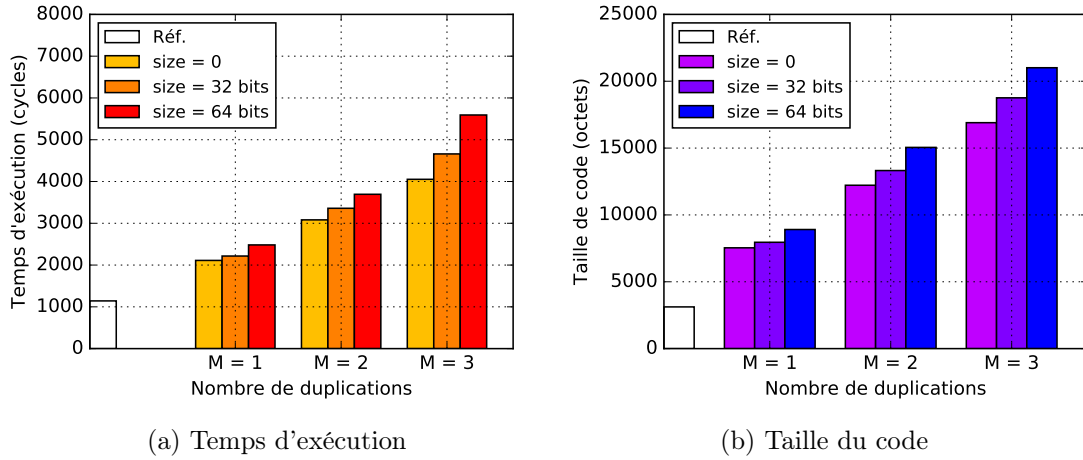 8000
7000
6000
5000
4000
3000
2000
1000
0
Temps d'exécution (cycles)
Réf.
size = 0
size = 32 bits
size = 64 bits
M = 1
M = 2
M = 3
Nombre de duplications
(a) Temps d'exécution
25000
20000
15000
10000
5000
0
Taille de code (octets)
Réf.
size = 0
size = 32 bits
size = 64 bits
M = 1
M = 2
M = 3
Nombre de duplications
(b) Taille du code